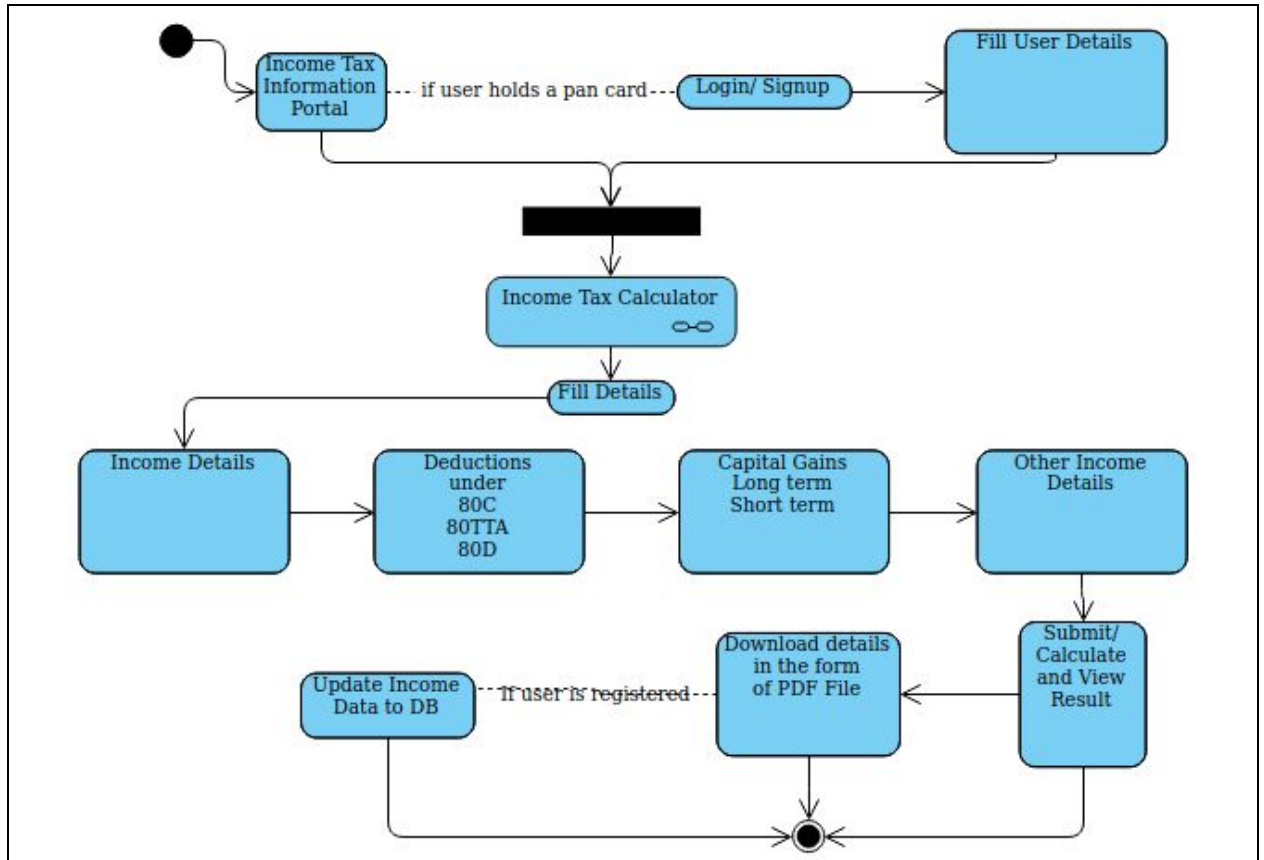 Income Tax
Information
Portal
if user holds a pan card
Login/ Signup
Fill User Details
Income Tax Calculator
Fill Details
Income Details
Deductions
under
80C
80TTA
80D
Capital Gains
Long term
Short term
Other Income
Details
Submit/
Calculate
and View
Result
Download details
in the form
of PDF File
If user is registered
Update Income
Data to DB